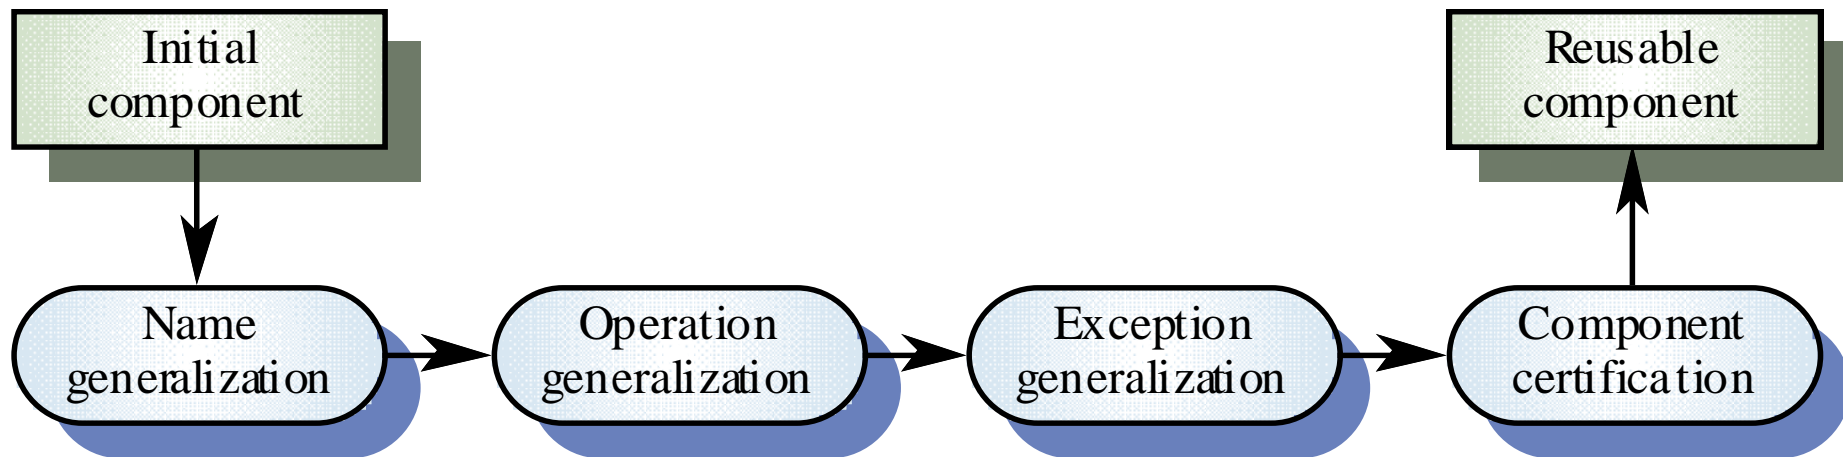 Initial
component
Reusable
component
Name
generalization
Operation
generalization
Exception
generalization
Component
certification